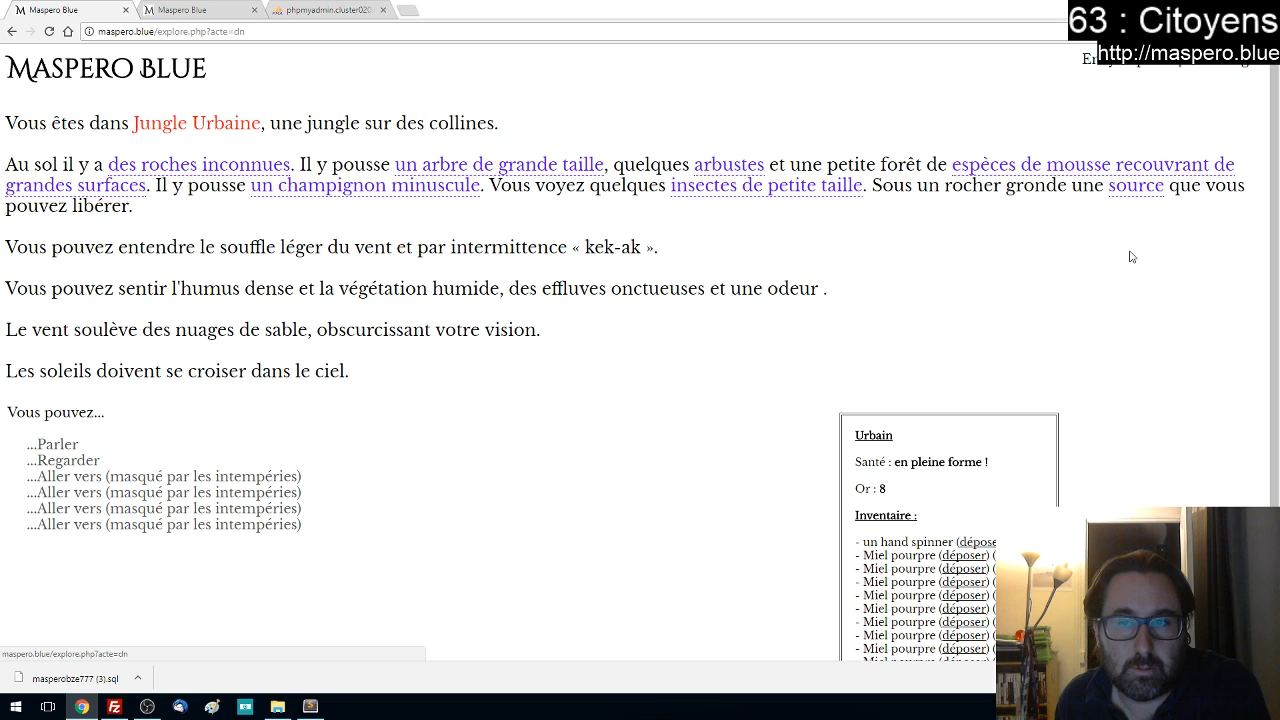 Maspero Blue
Maspero Blue
phpmyadmin.cluster020
63 : Citoyens
maspero.blue/explore.php?acte=dn
http://maspero.blue
MASPERO BLUE
Vous êtes dans Jungle Urbaine, une jungle sur des collines.
Au sol il y a des roches inconnues. Il y pousse un arbre de grande taille, quelques arbustes et une petite forêt de espèces de mousse recouvrant de
grandes surfaces. Il y pousse un champignon minuscule. Vous voyez quelques insectes de petite taille. Sous un rocher gronde une source que vous
pouvez libérer.
Vous pouvez entendre le souffle léger du vent et par intermittence « kek-ak ».
Vous pouvez sentir l'humus dense et la végétation humide, des effluves onctueuses et une odeur .
Le vent soulève des nuages de sable, obscurcissant votre vision.
Les soleils doivent se croiser dans le ciel.
Vous pouvez...
...Parler
...Regarder
...Aller vers (masqué par les intempéries)
...Aller vers (masqué par les intempéries)
...Aller vers (masqué par les intempéries)
...Aller vers (masqué par les intempéries)
Urbain
Santé : en pleine forme !
Or : 8
Inventaire :
- un hand spinner (dépose
- Miel pourpre (déposer) (
- Miel pourpre (déposer) (
- Miel pourpre (déposer) (
- Miel pourpre (déposer) (
- Miel pourpre (déposer) (
- Miel pourpre (déposer) (
- Miel pourpre (déposer) (
- Miel pourpre (déposer) (
maspero.blue/explore.php?acte=dn
masperobze777 (3).sql